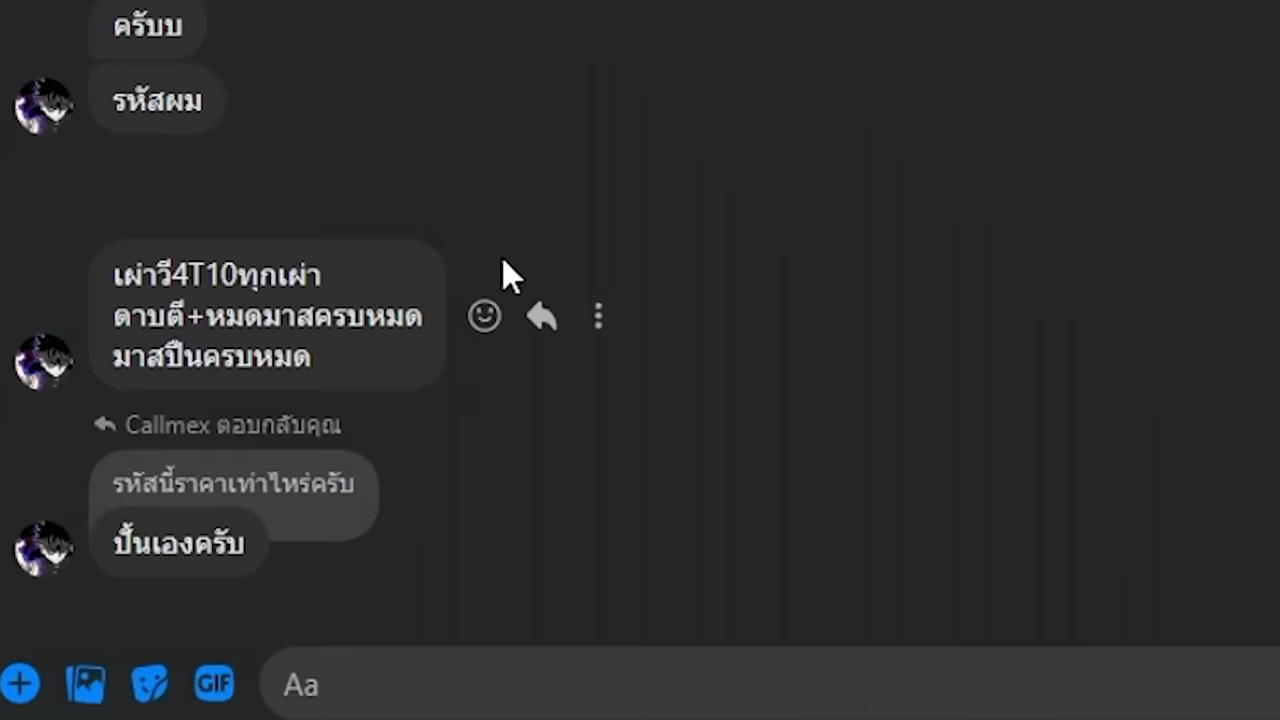 ครับบ
รหัสผม
เผ่าวี4T10ทุกเผ่า
ดาบตี+หมดมาสครบหมด
มาสปืนครบหมด
Callmex ตอบกลับคุณ
รหัสนี้ราคาเท่าไหร่ครับ
ปั้นเองครับ
GIF
Aa